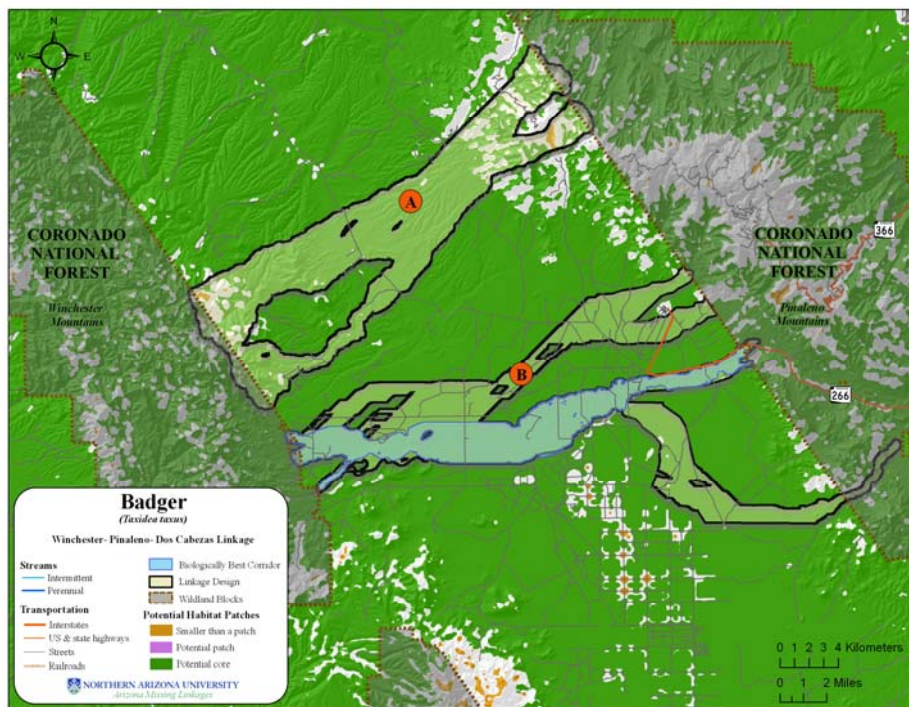 N
W E
S
A
CORONADO
NATIONAL
FOREST
Winchester
Mountains
CORONADO
NATIONAL
FOREST
366
Pinaleno
Mountains
B
266
Badger
(Taxidea taxus)
Winchester- Pinaleno- Dos Cabezas Linkage
Streams
Intermittent
Perennial
Transportation
Interstates
US & state highways
Streets
Railroads
Biologically Best Corridor
Linkage Design
Wildland Blocks
Potential Habitat Patches
Smaller than a patch
Potential patch
Potential core
NORTHERN ARIZONA UNIVERSITY
Arizona Missing Linkages
0 1 2 3 4 Kilometers
0 1 2 Miles